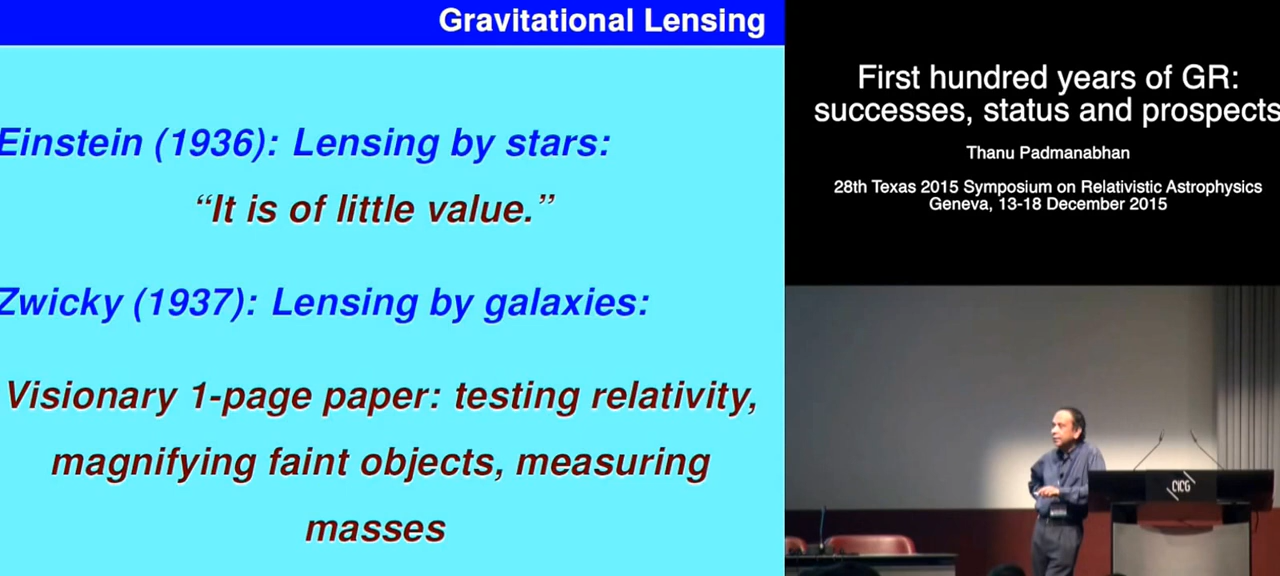 Gravitational Lensing
Einstein (1936): Lensing by stars:
“It is of little value.”
Zwicky (1937): Lensing by galaxies:
Visionary 1-page paper: testing relativity,
magnifying faint objects, measuring
masses
First hundred years of GR:
successes, status and prospects
Thanu Padmanabhan
28th Texas 2015 Symposium on Relativistic Astrophysics
Geneva, 13-18 December 2015
CICG